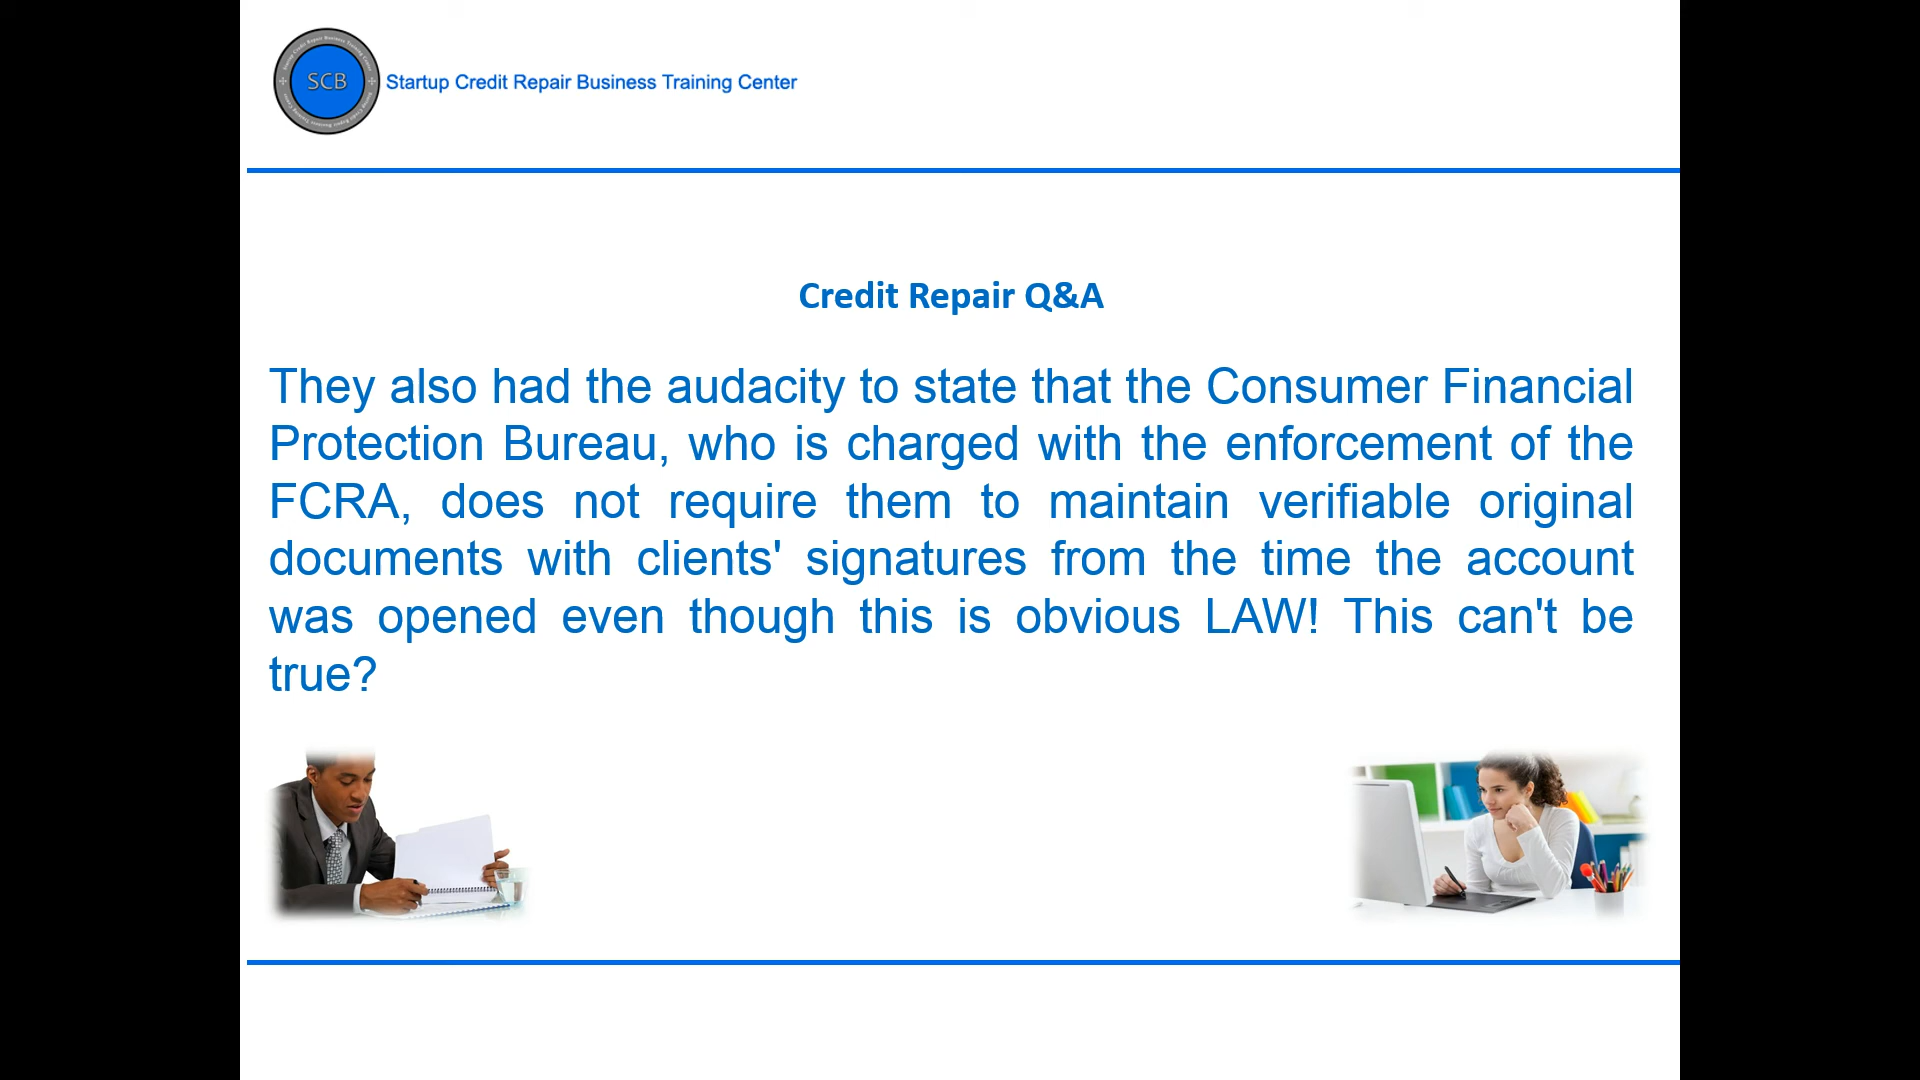 SCB
Startup Credit Repair Business Training Center
Credit Repair Q&A
They also had the audacity to state that the Consumer Financial
Protection Bureau, who is charged with the enforcement of the
FCRA, does not require them to maintain verifiable original
documents with clients' signatures from the time the account
was opened even though this is obvious LAW! This can't be
true?